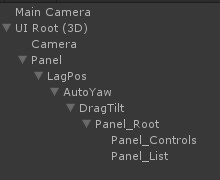 Main Camera
UI Root (3D)
Camera
Panel
LagPos
AutoYaw
DragTilt
Panel_Root
Panel_Controls
Panel_List